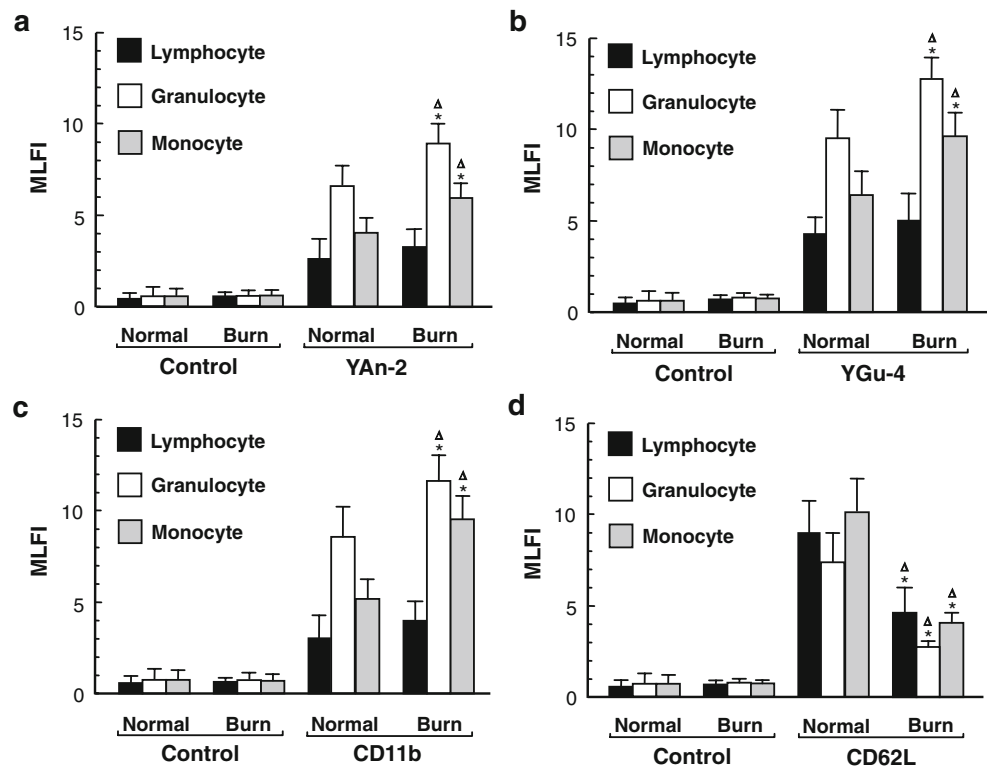 a
Lymphocyte
Granulocyte
Monocyte
MLFI
15
10
5
0
Δ
*
Δ
*
Normal Burn Normal Burn
Control YAn-2
b
Lymphocyte
Granulocyte
Monocyte
MLFI
15
10
5
0
Δ
*
Δ
*
Normal Burn Normal Burn
Control YGu-4
c
Lymphocyte
Granulocyte
Monocyte
MLFI
15
10
5
0
Δ
*
Δ
*
Normal Burn Normal Burn
Control CD11b
d
Lymphocyte
Granulocyte
Monocyte
MLFI
15
10
5
0
Δ
*
Δ
*
Δ
*
Normal Burn Normal Burn
Control CD62L